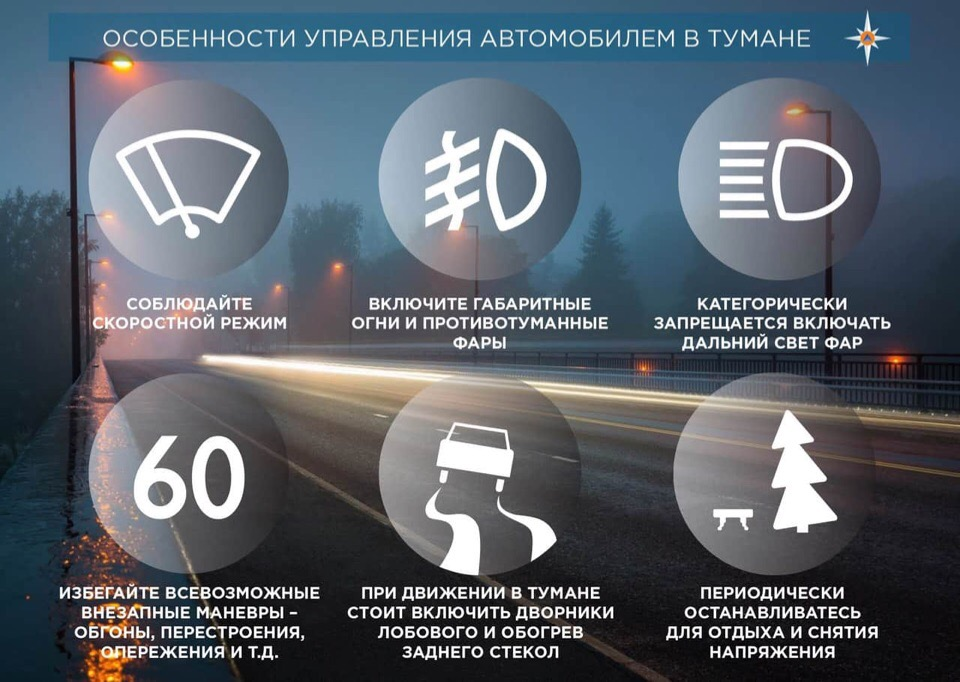 ОСОБЕННОСТИ УПРАВЛЕНИЯ АВТОМОБИЛЕМ В ТУМАНЕ
СОБЛЮДАЙТЕ
СКОРОСТНОЙ РЕЖИМ
ВКЛЮЧИТЕ ГАБАРИТНЫЕ
ОГНИ И ПРОТИВОТУМАННЫЕ
ФАРЫ
КАТЕГОРИЧЕСКИ
ЗАПРЕЩАЕТСЯ ВКЛЮЧАТЬ
ДАЛЬНИЙ СВЕТ ФАР
60
ИЗБЕГАЙТЕ ВСЕВОЗМОЖНЫЕ
ВНЕЗАПНЫЕ МАНЕВРЫ –
ОБГОНЫ, ПЕРЕСТРОЕНИЯ,
ОПЕРЕЖЕНИЯ И Т.Д.
ПРИ ДВИЖЕНИИ В ТУМАНЕ
СТОИТ ВКЛЮЧИТЬ ДВОРНИКИ
ЛОБОВОГО И ОБОГРЕВ
ЗАДНЕГО СТЕКОЛ
ПЕРИОДИЧЕСКИ
ОСТАНАВЛИВАТЕСЬ
ДЛЯ ОТДЫХА И СНЯТИЯ
НАПРЯЖЕНИЯ